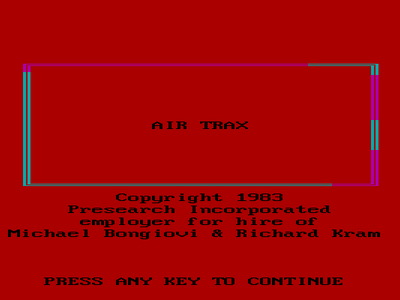 AIR TRAX
Copyright 1983
Presearch Incorporated
employer for hire of
Michael Bongiovi & Richard Kram
PRESS ANY KEY TO CONTINUE